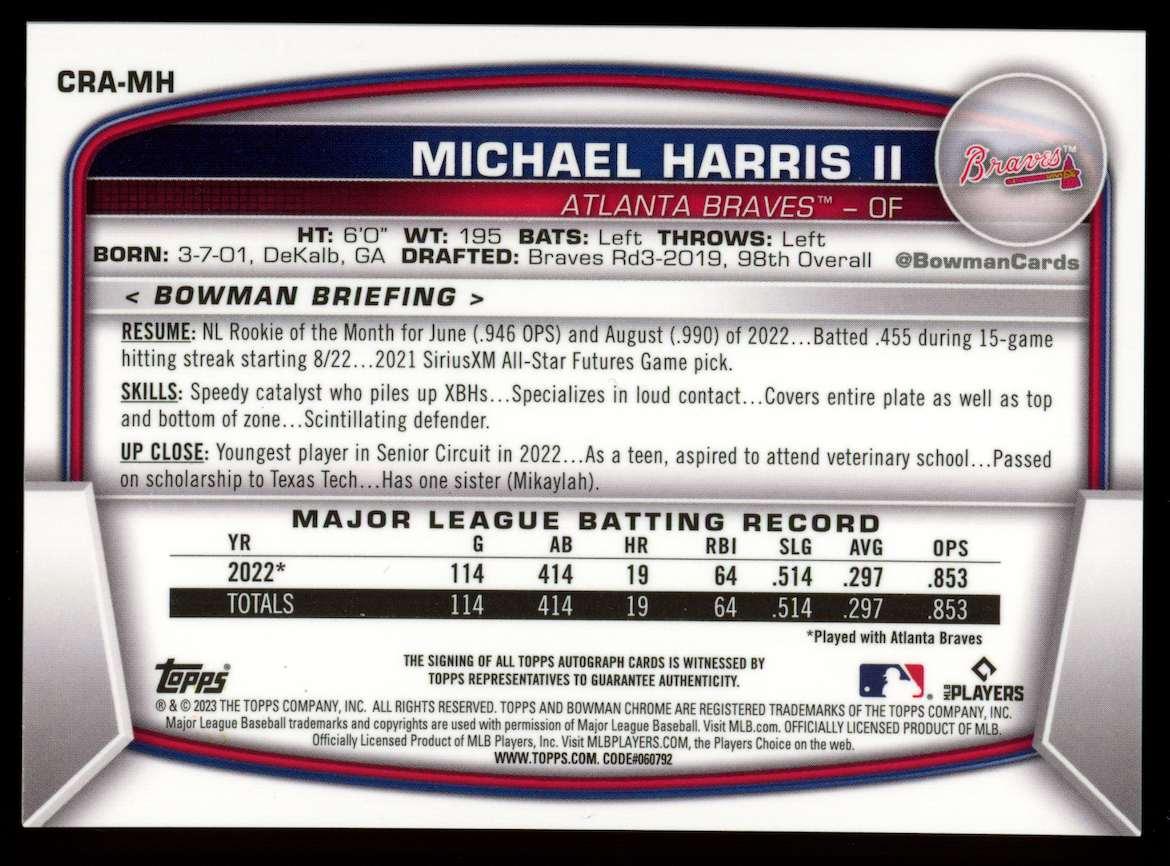 CRA-MH
MICHAEL HARRIS II
Braves™
ATLANTA BRAVES™ – OF
HT: 6'0" WT: 195 BATS: Left THROWS: Left
BORN: 3-7-01, DeKalb, GA DRAFTED: Braves Rd3-2019, 98th Overall @BowmanCards
< BOWMAN BRIEFING >
RESUME: NL Rookie of the Month for June (.946 OPS) and August (.990) of 2022...Batted .455 during 15-game
hitting streak starting 8/22...2021 SiriusXM All-Star Futures Game pick.
SKILLS: Speedy catalyst who piles up XBHs...Specializes in loud contact...Covers entire plate as well as top
and bottom of zone...Scintillating defender.
UP CLOSE: Youngest player in Senior Circuit in 2022...As a teen, aspired to attend veterinary school...Passed
on scholarship to Texas Tech...Has one sister (Mikaylah).
MAJOR LEAGUE BATTING RECORD
YR G AB HR RBI SLG AVG OPS
2022* 114 414 19 64 .514 .297 .853
TOTALS 114 414 19 64 .514 .297 .853
*Played with Atlanta Braves
THE SIGNING OF ALL TOPPS AUTOGRAPH CARDS IS WITNESSED BY
TOPPS REPRESENTATIVES TO GUARANTEE AUTHENTICITY.
Topps®
®
MLB PLAYERS
® & © 2023 THE TOPPS COMPANY, INC. ALL RIGHTS RESERVED. TOPPS AND BOWMAN CHROME ARE REGISTERED TRADEMARKS OF THE TOPPS COMPANY, INC.
Major League Baseball trademarks and copyrights are used with permission of Major League Baseball. Visit MLB.com. OFFICIALLY LICENSED PRODUCT OF MLB.
Officially Licensed Product of MLB Players, Inc. Visit MLBPLAYERS.COM, the Players Choice on the web.
WWW.TOPPS.COM. CODE#060792